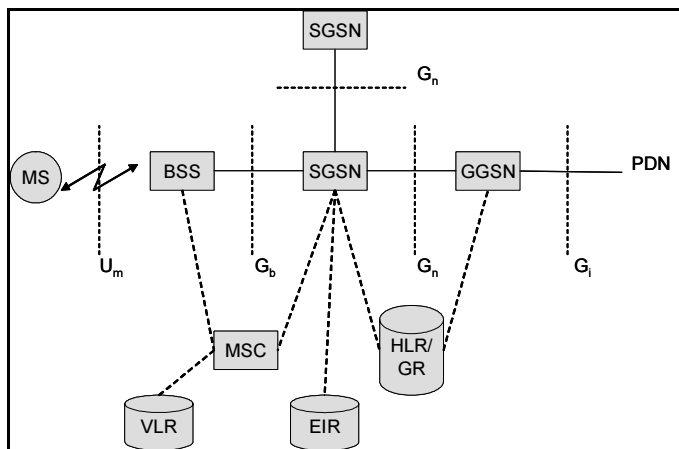 SGSN
Gn
MS
BSS
SGSN
GGSN
PDN
Um
Gb
Gn
Gi
MSC
HLR/
GR
VLR
EIR